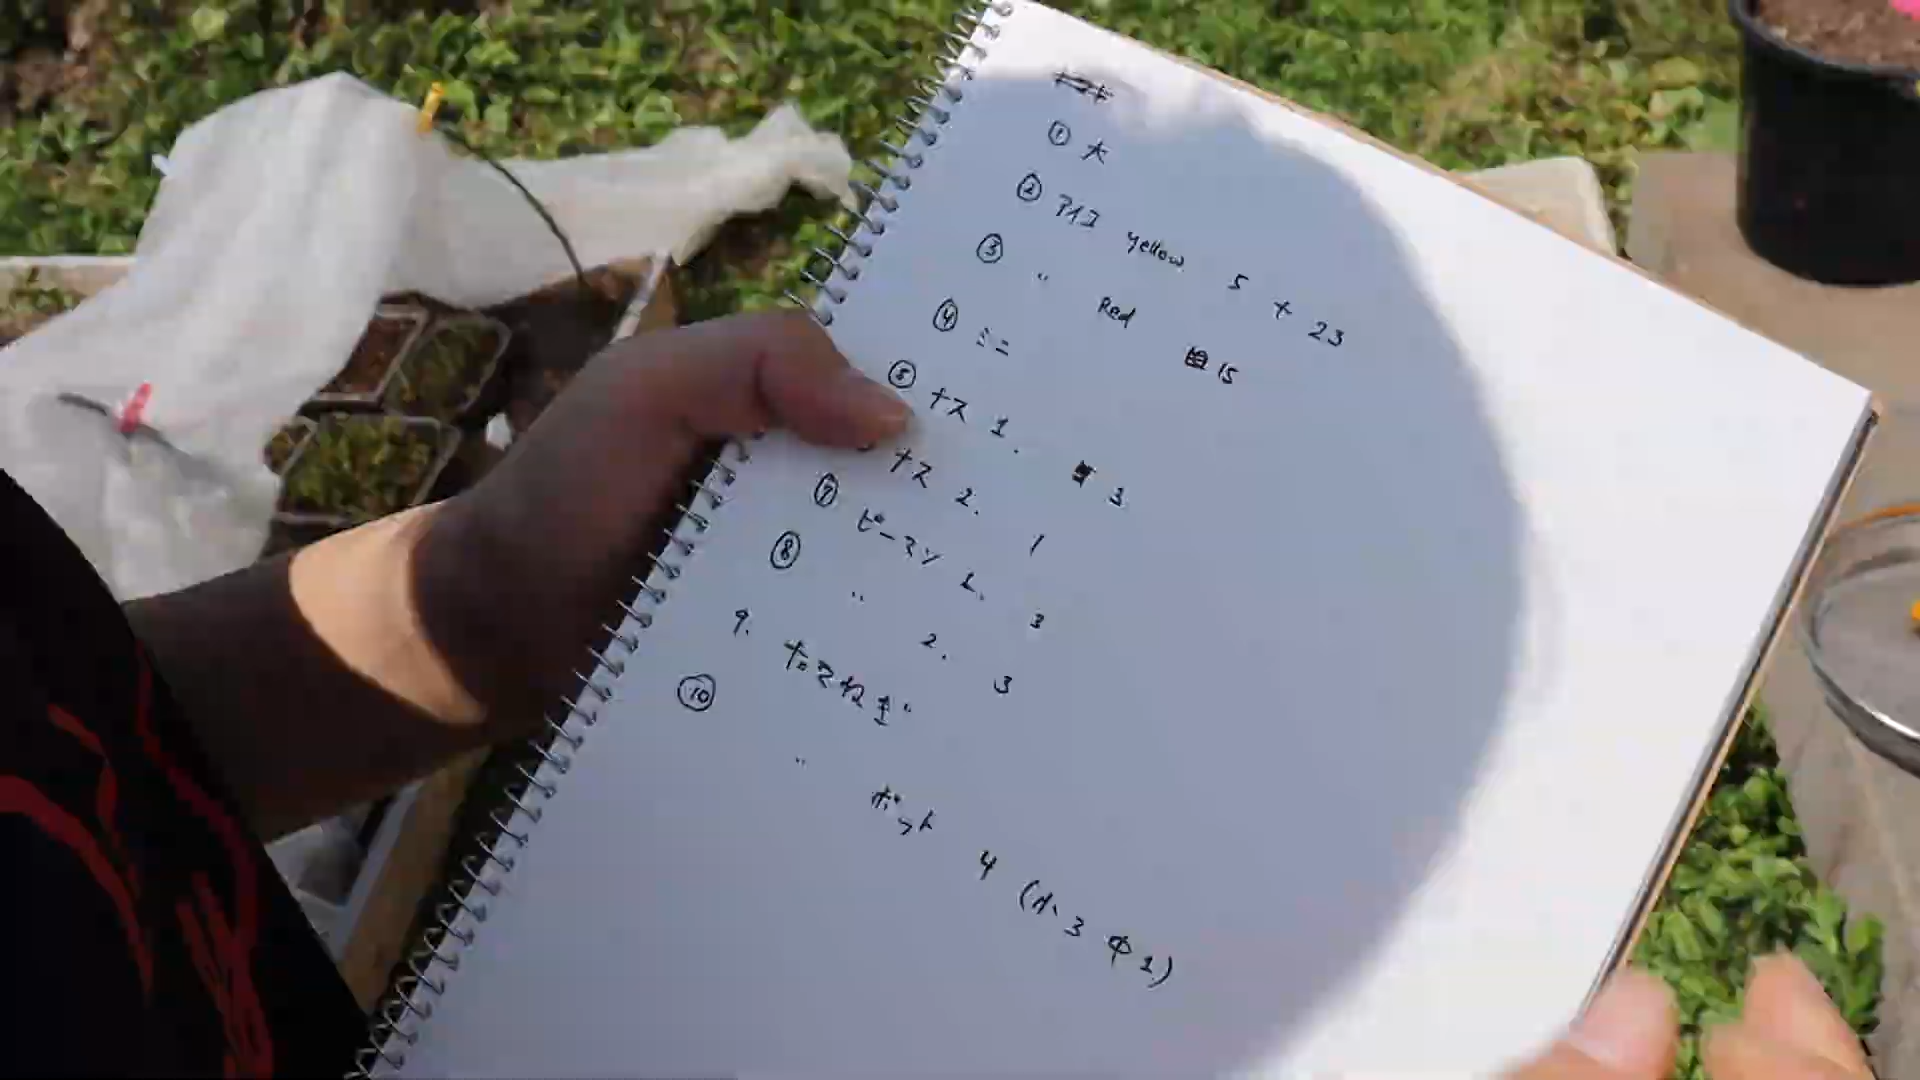 ① 大
② アイコ yellow 5 + 23
③ 〃 Red 15
④ ミニ
⑤ ナス 1. 3
ナス 2. 1
⑦ ピーマン 1. 3
⑧ 〃 2. 3
9. たまねぎ
⑩ 〃 ポット 4 (小 3 中 1)